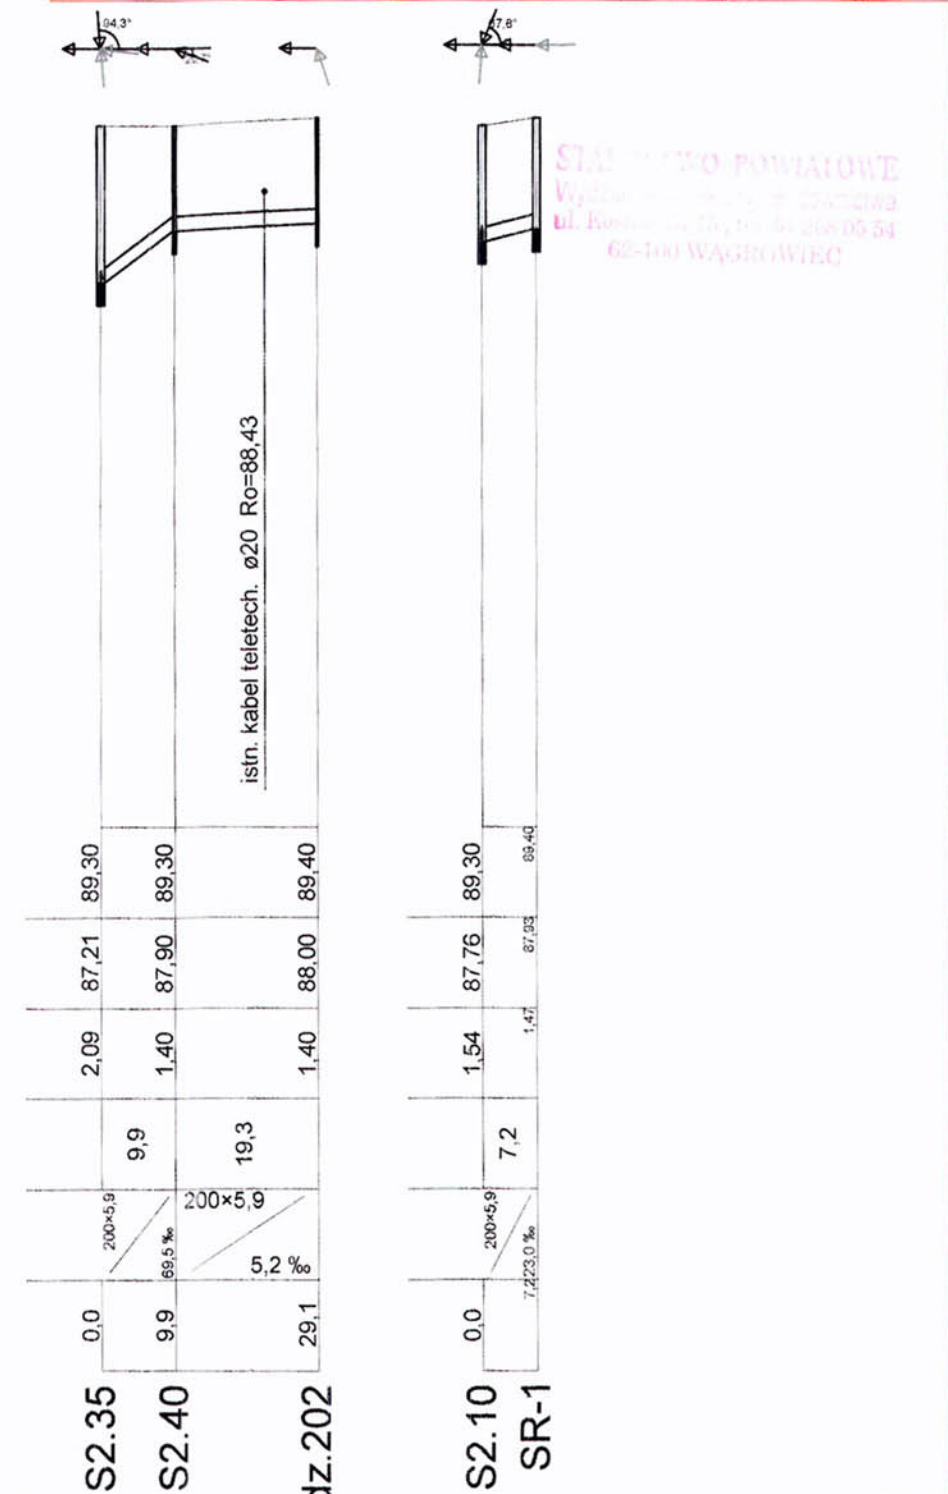 94,3°
STA WO POWIATOWE
ul.
62-100 WĄGROWIEC
istn. kabel teletech. ø20 Ro=88,43
89,30 89,30 89,40
87,21 87,90 88,00
2,09 1,40 1,40
9,9 19,3
200×5,9 69,5 ‰ 200×5,9 5,2 ‰
0,0 9,9 29,1
S2.35 S2.40 dz.202
89,30 89,40
87,76 87,93
1,54 1,47
7,2
200×5,9 23,0 ‰
0,0 7,2
S2.10 SR-1